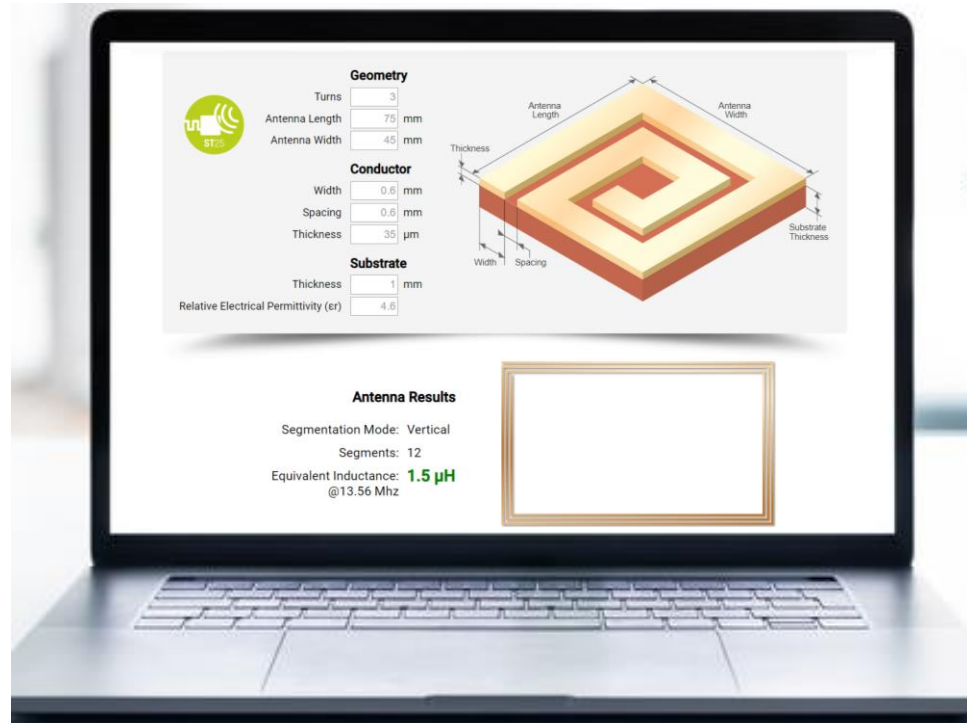 Geometry
Turns 3
Antenna Length 75 mm
Antenna Width 45 mm
Conductor
Width 0.6 mm
Spacing 0.6 mm
Thickness 35 µm
Substrate
Thickness 1 mm
Relative Electrical Permittivity (εr) 4.6
ST25
Antenna
Length
Antenna
Width
Thickness
Width
Spacing
Substrate
Thickness
Antenna Results
Segmentation Mode: Vertical
Segments: 12
Equivalent Inductance: 1.5 µH
@13.56 Mhz